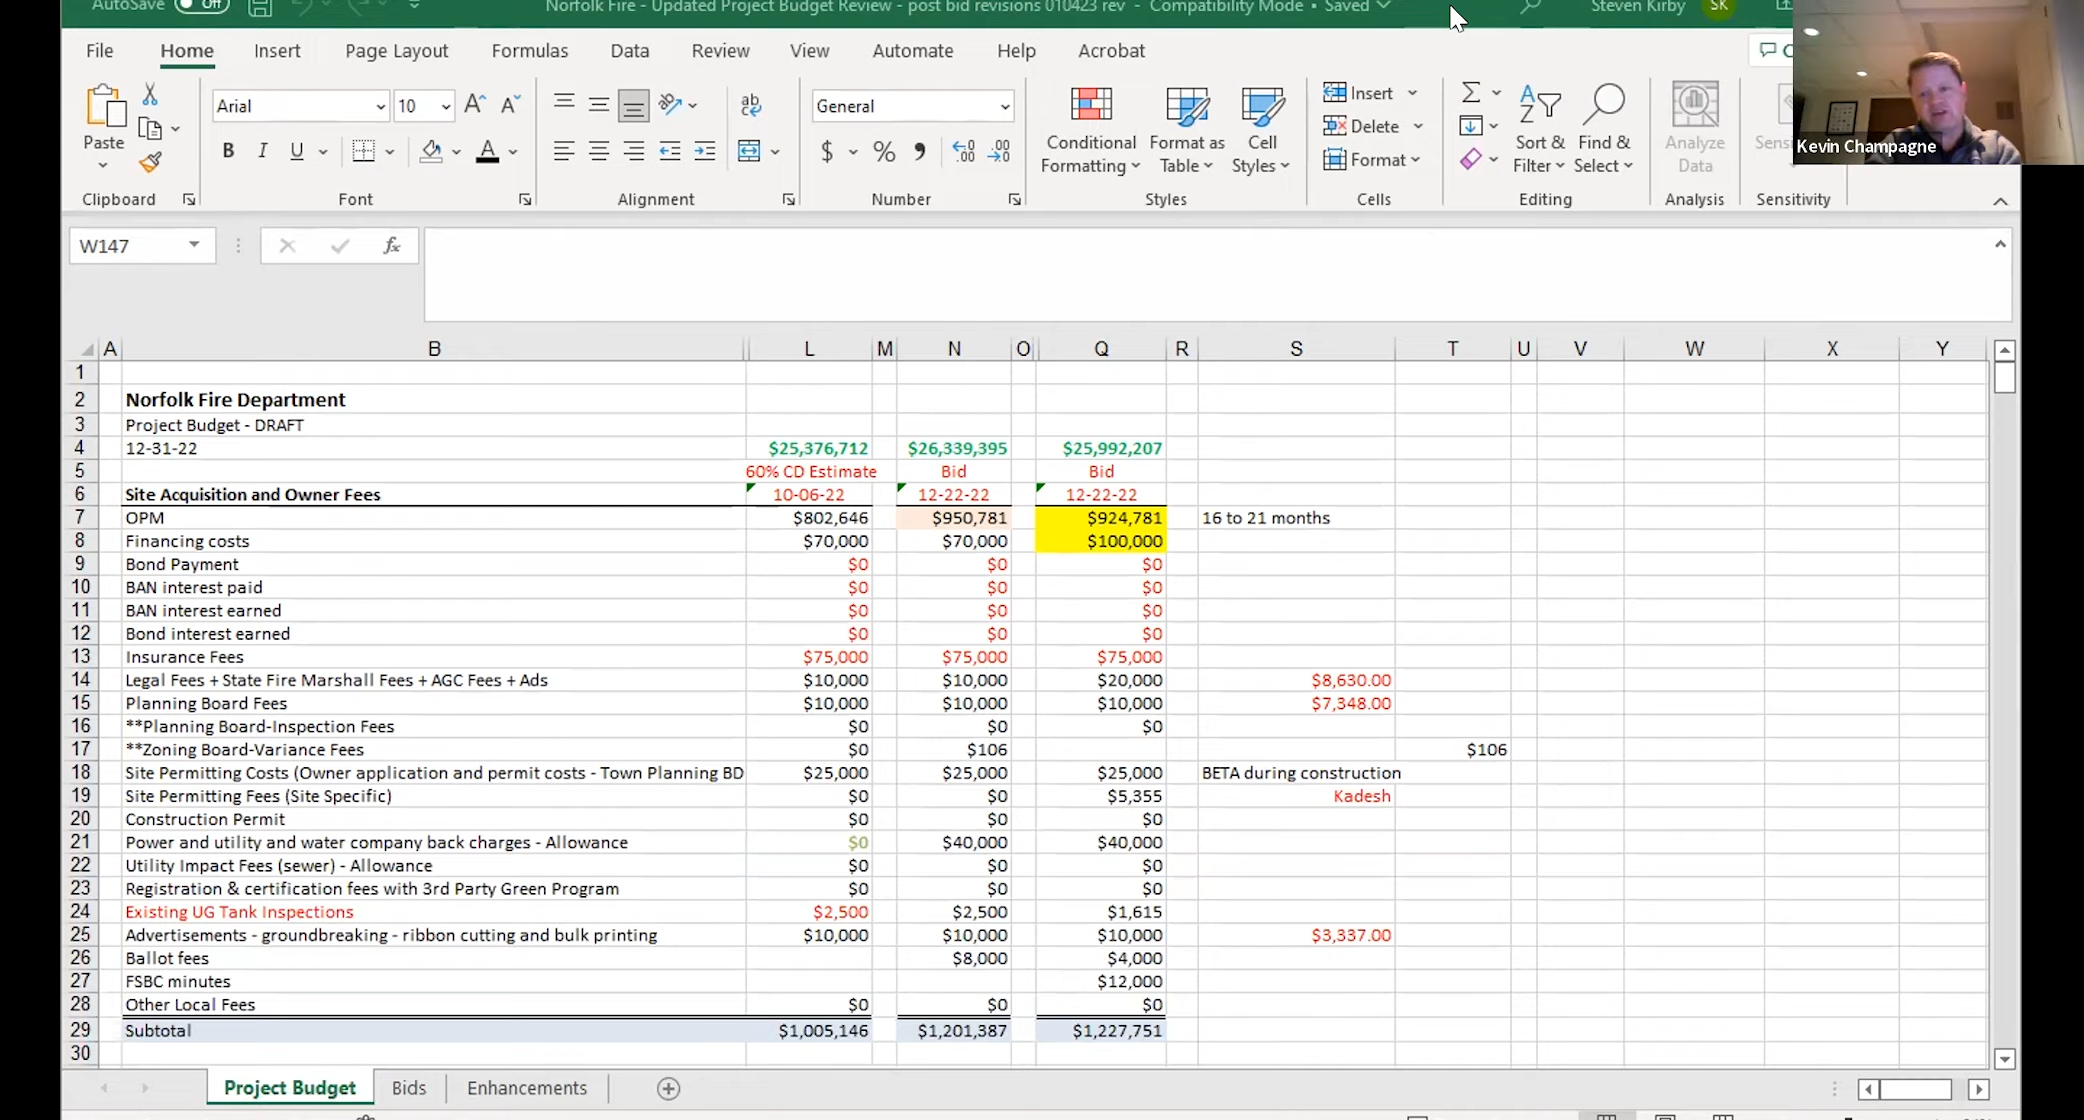 AutoSave Off Norfolk Fire - Updated Project Budget Review - post bid revisions 010423 rev - Compatibility Mode • Saved Steven Kirby SK
File Home Insert Page Layout Formulas Data Review View Automate Help Acrobat
Kevin Champagne
Paste
Arial 10 A A
B I U A
ab
General
$ % 9
Conditional Formatting
Format as Table
Cell Styles
Insert
Delete
Format
Sort & Filter
Find & Select
Analyze Data
Clipboard Font Alignment Number Styles Cells Editing Analysis Sensitivity
W147 fx
A B L M N O Q R S T U V W X Y
1
2 Norfolk Fire Department
3 Project Budget - DRAFT
4 12-31-22 $25,376,712 $26,339,395 $25,992,207
5 60% CD Estimate Bid Bid
6 Site Acquisition and Owner Fees 10-06-22 12-22-22 12-22-22
7 OPM $802,646 $950,781 $924,781 16 to 21 months
8 Financing costs $70,000 $70,000 $100,000
9 Bond Payment $0 $0 $0
10 BAN interest paid $0 $0 $0
11 BAN interest earned $0 $0 $0
12 Bond interest earned $0 $0 $0
13 Insurance Fees $75,000 $75,000 $75,000
14 Legal Fees + State Fire Marshall Fees + AGC Fees + Ads $10,000 $10,000 $20,000 $8,630.00
15 Planning Board Fees $10,000 $10,000 $10,000 $7,348.00
16 **Planning Board-Inspection Fees $0 $0 $0
17 **Zoning Board-Variance Fees $0 $106 $106
18 Site Permitting Costs (Owner application and permit costs - Town Planning BD $25,000 $25,000 $25,000 BETA during construction
19 Site Permitting Fees (Site Specific) $0 $0 $5,355 Kadesh
20 Construction Permit $0 $0 $0
21 Power and utility and water company back charges - Allowance $0 $40,000 $40,000
22 Utility Impact Fees (sewer) - Allowance $0 $0 $0
23 Registration & certification fees with 3rd Party Green Program $0 $0 $0
24 Existing UG Tank Inspections $2,500 $2,500 $1,615
25 Advertisements - groundbreaking - ribbon cutting and bulk printing $10,000 $10,000 $10,000 $3,337.00
26 Ballot fees $8,000 $4,000
27 FSBC minutes $12,000
28 Other Local Fees $0 $0 $0
29 Subtotal $1,005,146 $1,201,387 $1,227,751
30
Project Budget Bids Enhancements